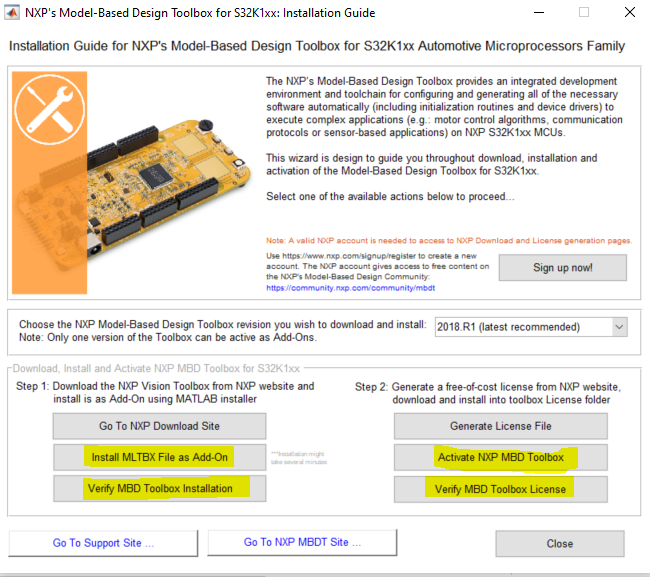 NXP's Model-Based Design Toolbox for S32K1xx: Installation Guide
Installation Guide for NXP's Model-Based Design Toolbox for S32K1xx Automotive Microprocessors Family
The NXP's Model-Based Design Toolbox provides an integrated development
environment and toolchain for configuring and generating all of the necessary
software automatically (including initialization routines and device drivers) to
execute complex applications (e.g.: motor control algorithms, communication
protocols or sensor-based applications) on NXP S32K1xx MCUs.
This wizard is design to guide you throughout download, installation and
activation of the Model-Based Design Toolbox for S32K1xx.
Select one of the available actions below to proceed...
Note: A valid NXP account is needed to access to NXP Download and License generation pages.
Use https://www.nxp.com/signup/register to create a new
account. The NXP account gives access to free content on
the NXP's Model-Based Design Community:
https://community.nxp.com/community/mbdt
Sign up now!
Choose the NXP Model-Based Design Toolbox revision you wish to download and install:
Note: Only one version of the Toolbox can be active as Add-Ons.
2018.R1 (latest recommended)
Download, Install and Activate NXP MBD Toolbox for S32K1xx
Step 1: Download the NXP Vision Toolbox from NXP website and
install is as Add-On using MATLAB installer
Go To NXP Download Site
Install MLTBX File as Add-On
***Installation might
take several minutes
Verify MBD Toolbox Installation
Step 2: Generate a free-of-cost license from NXP website,
download and install into toolbox License folder
Generate License File
Activate NXP MBD Toolbox
Verify MBD Toolbox License
Go To Support Site ...
Go To NXP MBDT Site ...
Close